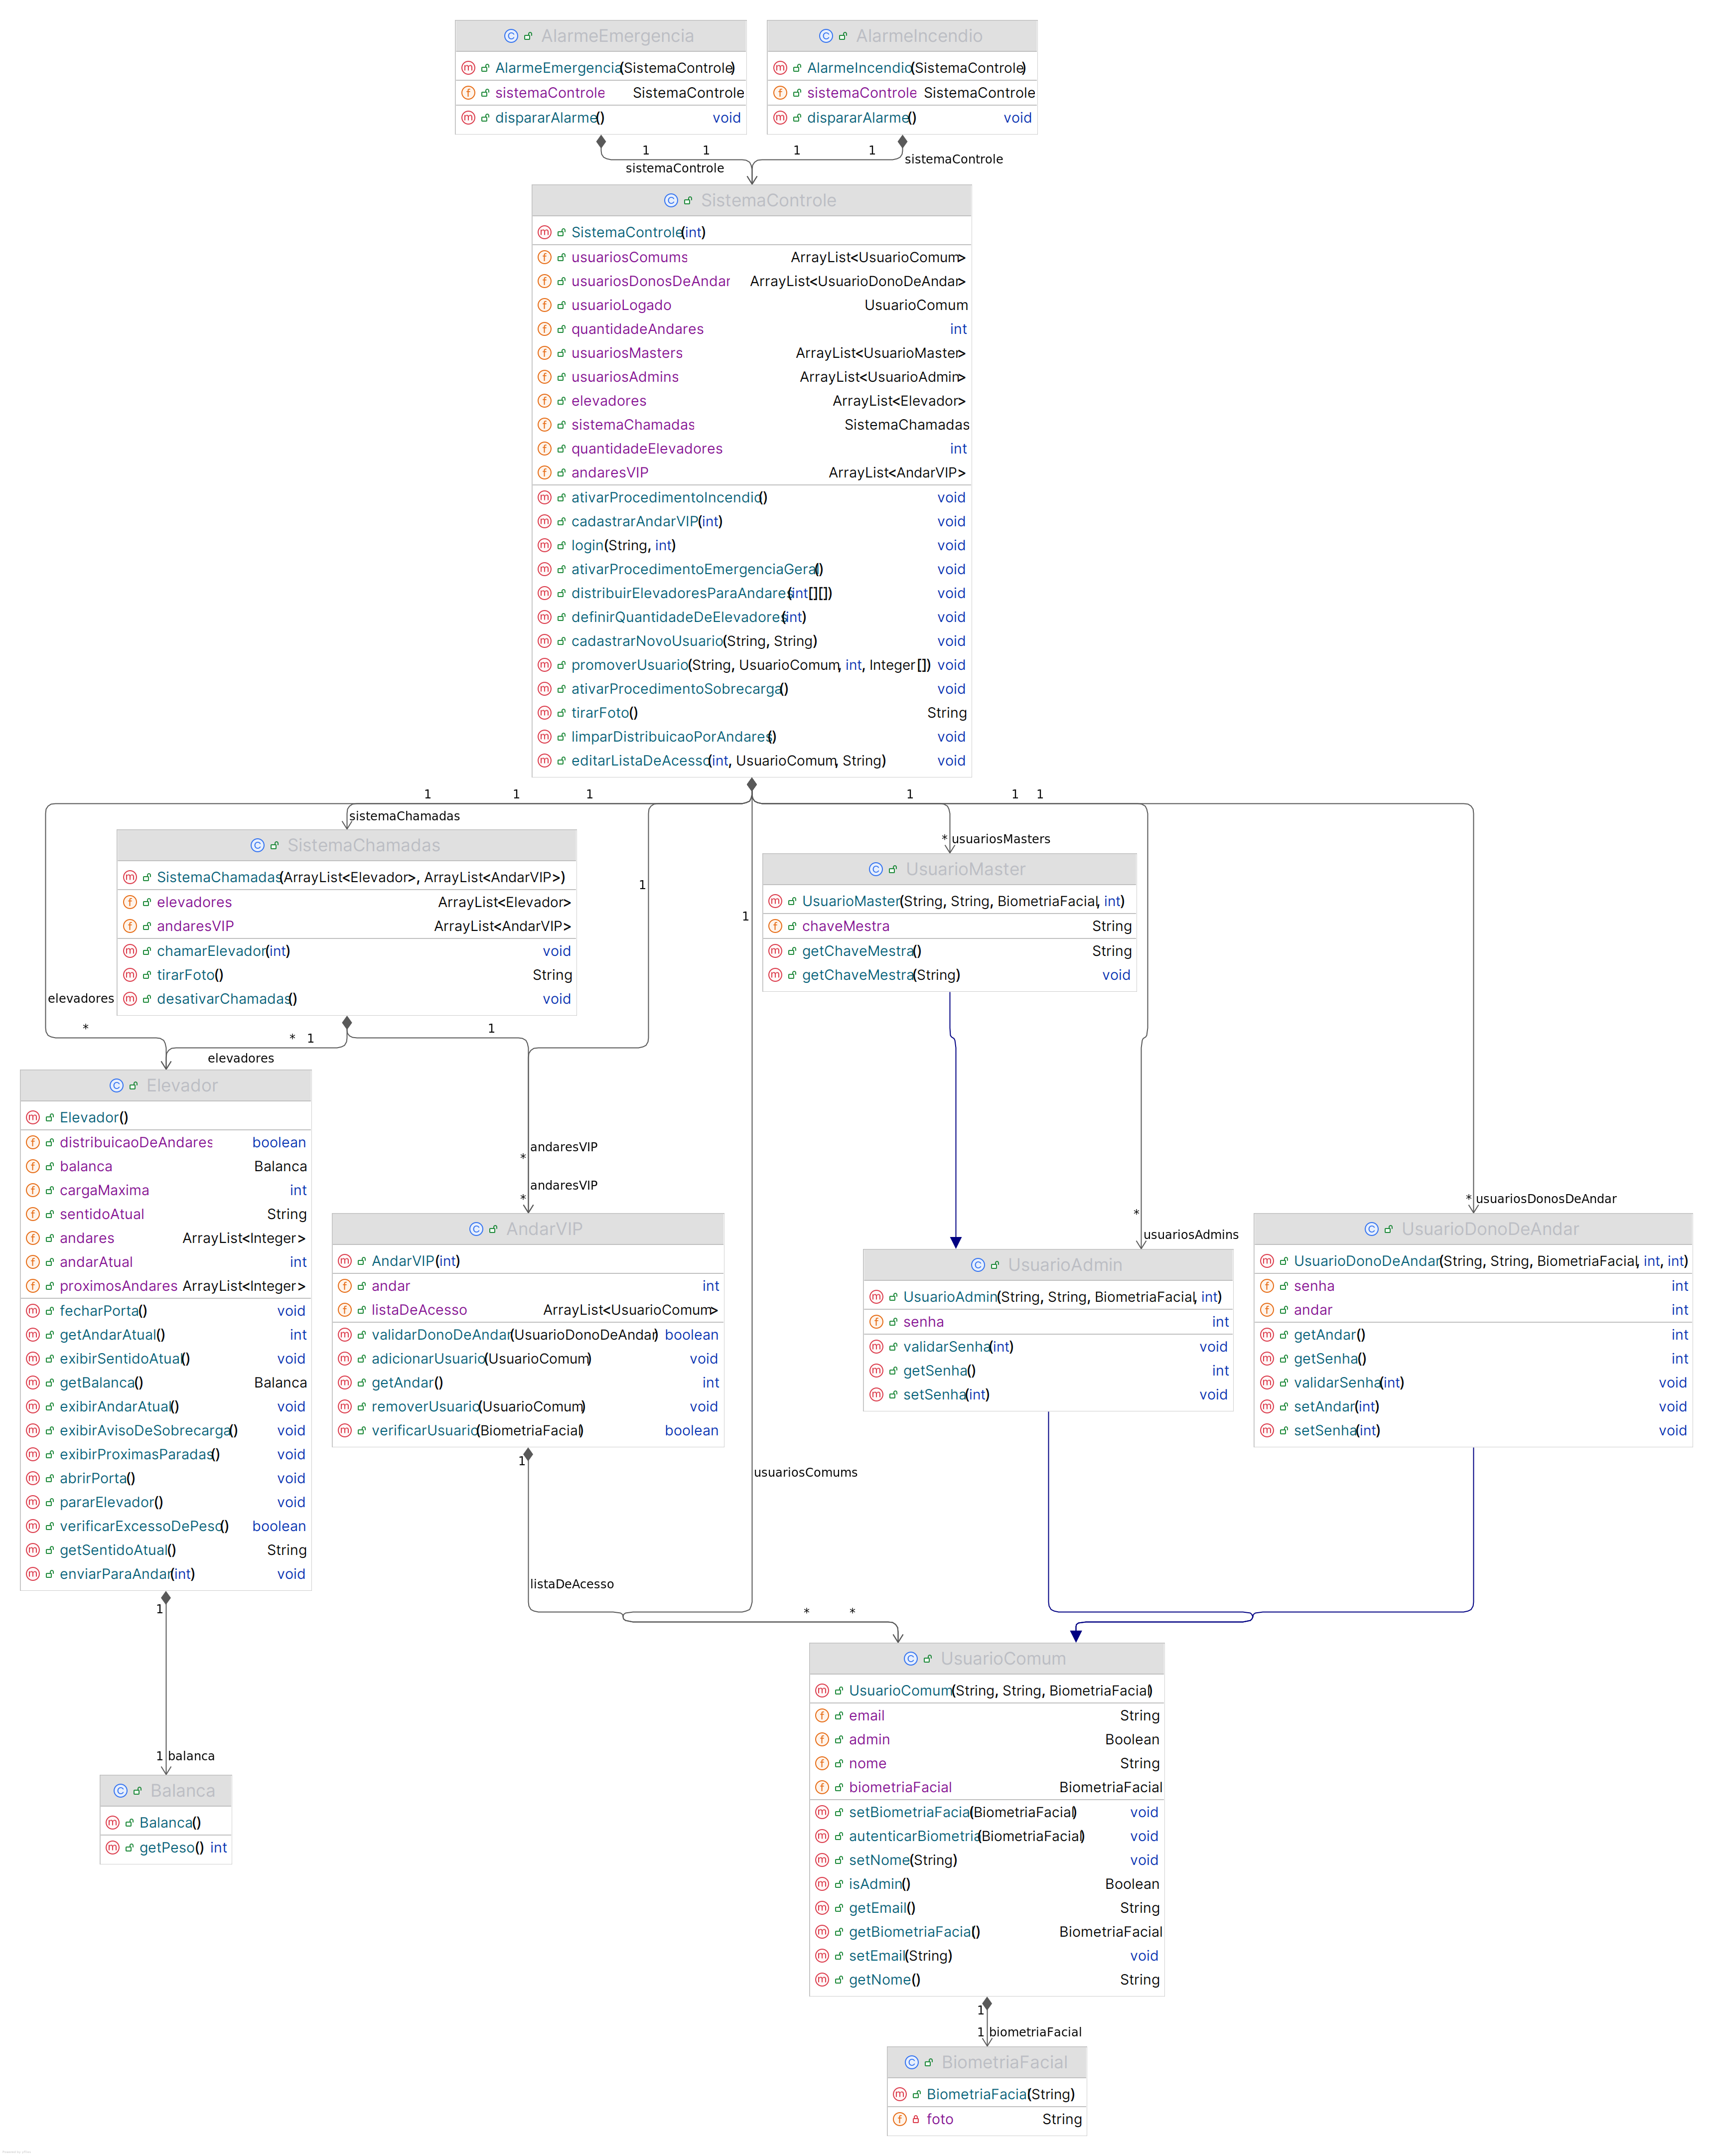 AlarmeEmergencia
AlarmeEmergencia(SistemaControle)
sistemaControle SistemaControle
dispararAlarme() void
AlarmeIncendio
AlarmeIncendio(SistemaControle)
sistemaControle SistemaControle
dispararAlarme() void
1 1 1 1
sistemaControle
sistemaControle
SistemaControle
SistemaControle(int)
usuariosComums ArrayList<UsuarioComum>
usuariosDonosDeAndar ArrayList<UsuarioDonoDeAndar>
usuarioLogado UsuarioComum
quantidadeAndares int
usuariosMasters ArrayList<UsuarioMaster>
usuariosAdmins ArrayList<UsuarioAdmin>
elevadores ArrayList<Elevador>
sistemaChamadas SistemaChamadas
quantidadeElevadores int
andaresVIP ArrayList<AndarVIP>
ativarProcedimentoIncendio() void
cadastrarAndarVIP(int) void
login(String, int) void
ativarProcedimentoEmergenciaGeral() void
distribuirElevadoresParaAndares(int[][]) void
definirQuantidadeDeElevadores(int) void
cadastrarNovoUsuario(String, String) void
promoverUsuario(String, UsuarioComum, int, Integer[]) void
ativarProcedimentoSobrecarga() void
tirarFoto() String
limparDistribuicaoPorAndares() void
editarListaDeAcesso(int, UsuarioComum, String) void
1 1 1 1 1 1
sistemaChamadas
* usuariosMasters
SistemaChamadas
SistemaChamadas(ArrayList<Elevador>, ArrayList<AndarVIP>)
elevadores ArrayList<Elevador>
andaresVIP ArrayList<AndarVIP>
chamarElevador(int) void
tirarFoto() String
desativarChamadas() void
1
1
UsuarioMaster
UsuarioMaster(String, String, BiometriaFacial, int)
chaveMestra String
getChaveMestra() String
getChaveMestra(String) void
elevadores
* * 1 1
elevadores
Elevador
Elevador()
distribuicaoDeAndares boolean
balanca Balanca
cargaMaxima int
sentidoAtual String
andares ArrayList<Integer>
andarAtual int
proximosAndares ArrayList<Integer>
fecharPorta() void
getAndarAtual() int
exibirSentidoAtual() void
getBalanca() Balanca
exibirAndarAtual() void
exibirAvisoDeSobrecarga() void
exibirProximasParadas() void
abrirPorta() void
pararElevador() void
verificarExcessoDePeso() boolean
getSentidoAtual() String
enviarParaAndar(int) void
andaresVIP
*
andaresVIP
*
AndarVIP
AndarVIP(int)
andar int
listaDeAcesso ArrayList<UsuarioComum>
validarDonoDeAndar(UsuarioDonoDeAndar) boolean
adicionarUsuario(UsuarioComum) void
getAndar() int
removerUsuario(UsuarioComum) void
verificarUsuario(BiometriaFacial) boolean
*
usuariosAdmins
UsuarioAdmin
UsuarioAdmin(String, String, BiometriaFacial, int)
senha int
validarSenha(int) void
getSenha() int
setSenha(int) void
* usuariosDonosDeAndar
UsuarioDonoDeAndar
UsuarioDonoDeAndar(String, String, BiometriaFacial, int, int)
senha int
andar int
getAndar() int
getSenha() int
validarSenha(int) void
setAndar(int) void
setSenha(int) void
1
usuariosComums
listaDeAcesso
* *
1
1 balanca
Balanca
Balanca()
getPeso() int
UsuarioComum
UsuarioComum(String, String, BiometriaFacial)
email String
admin Boolean
nome String
biometriaFacial BiometriaFacial
setBiometriaFacial(BiometriaFacial) void
autenticarBiometria(BiometriaFacial) void
setNome(String) void
isAdmin() Boolean
getEmail() String
getBiometriaFacial() BiometriaFacial
setEmail(String) void
getNome() String
1
1 biometriaFacial
BiometriaFacial
BiometriaFacial(String)
foto String